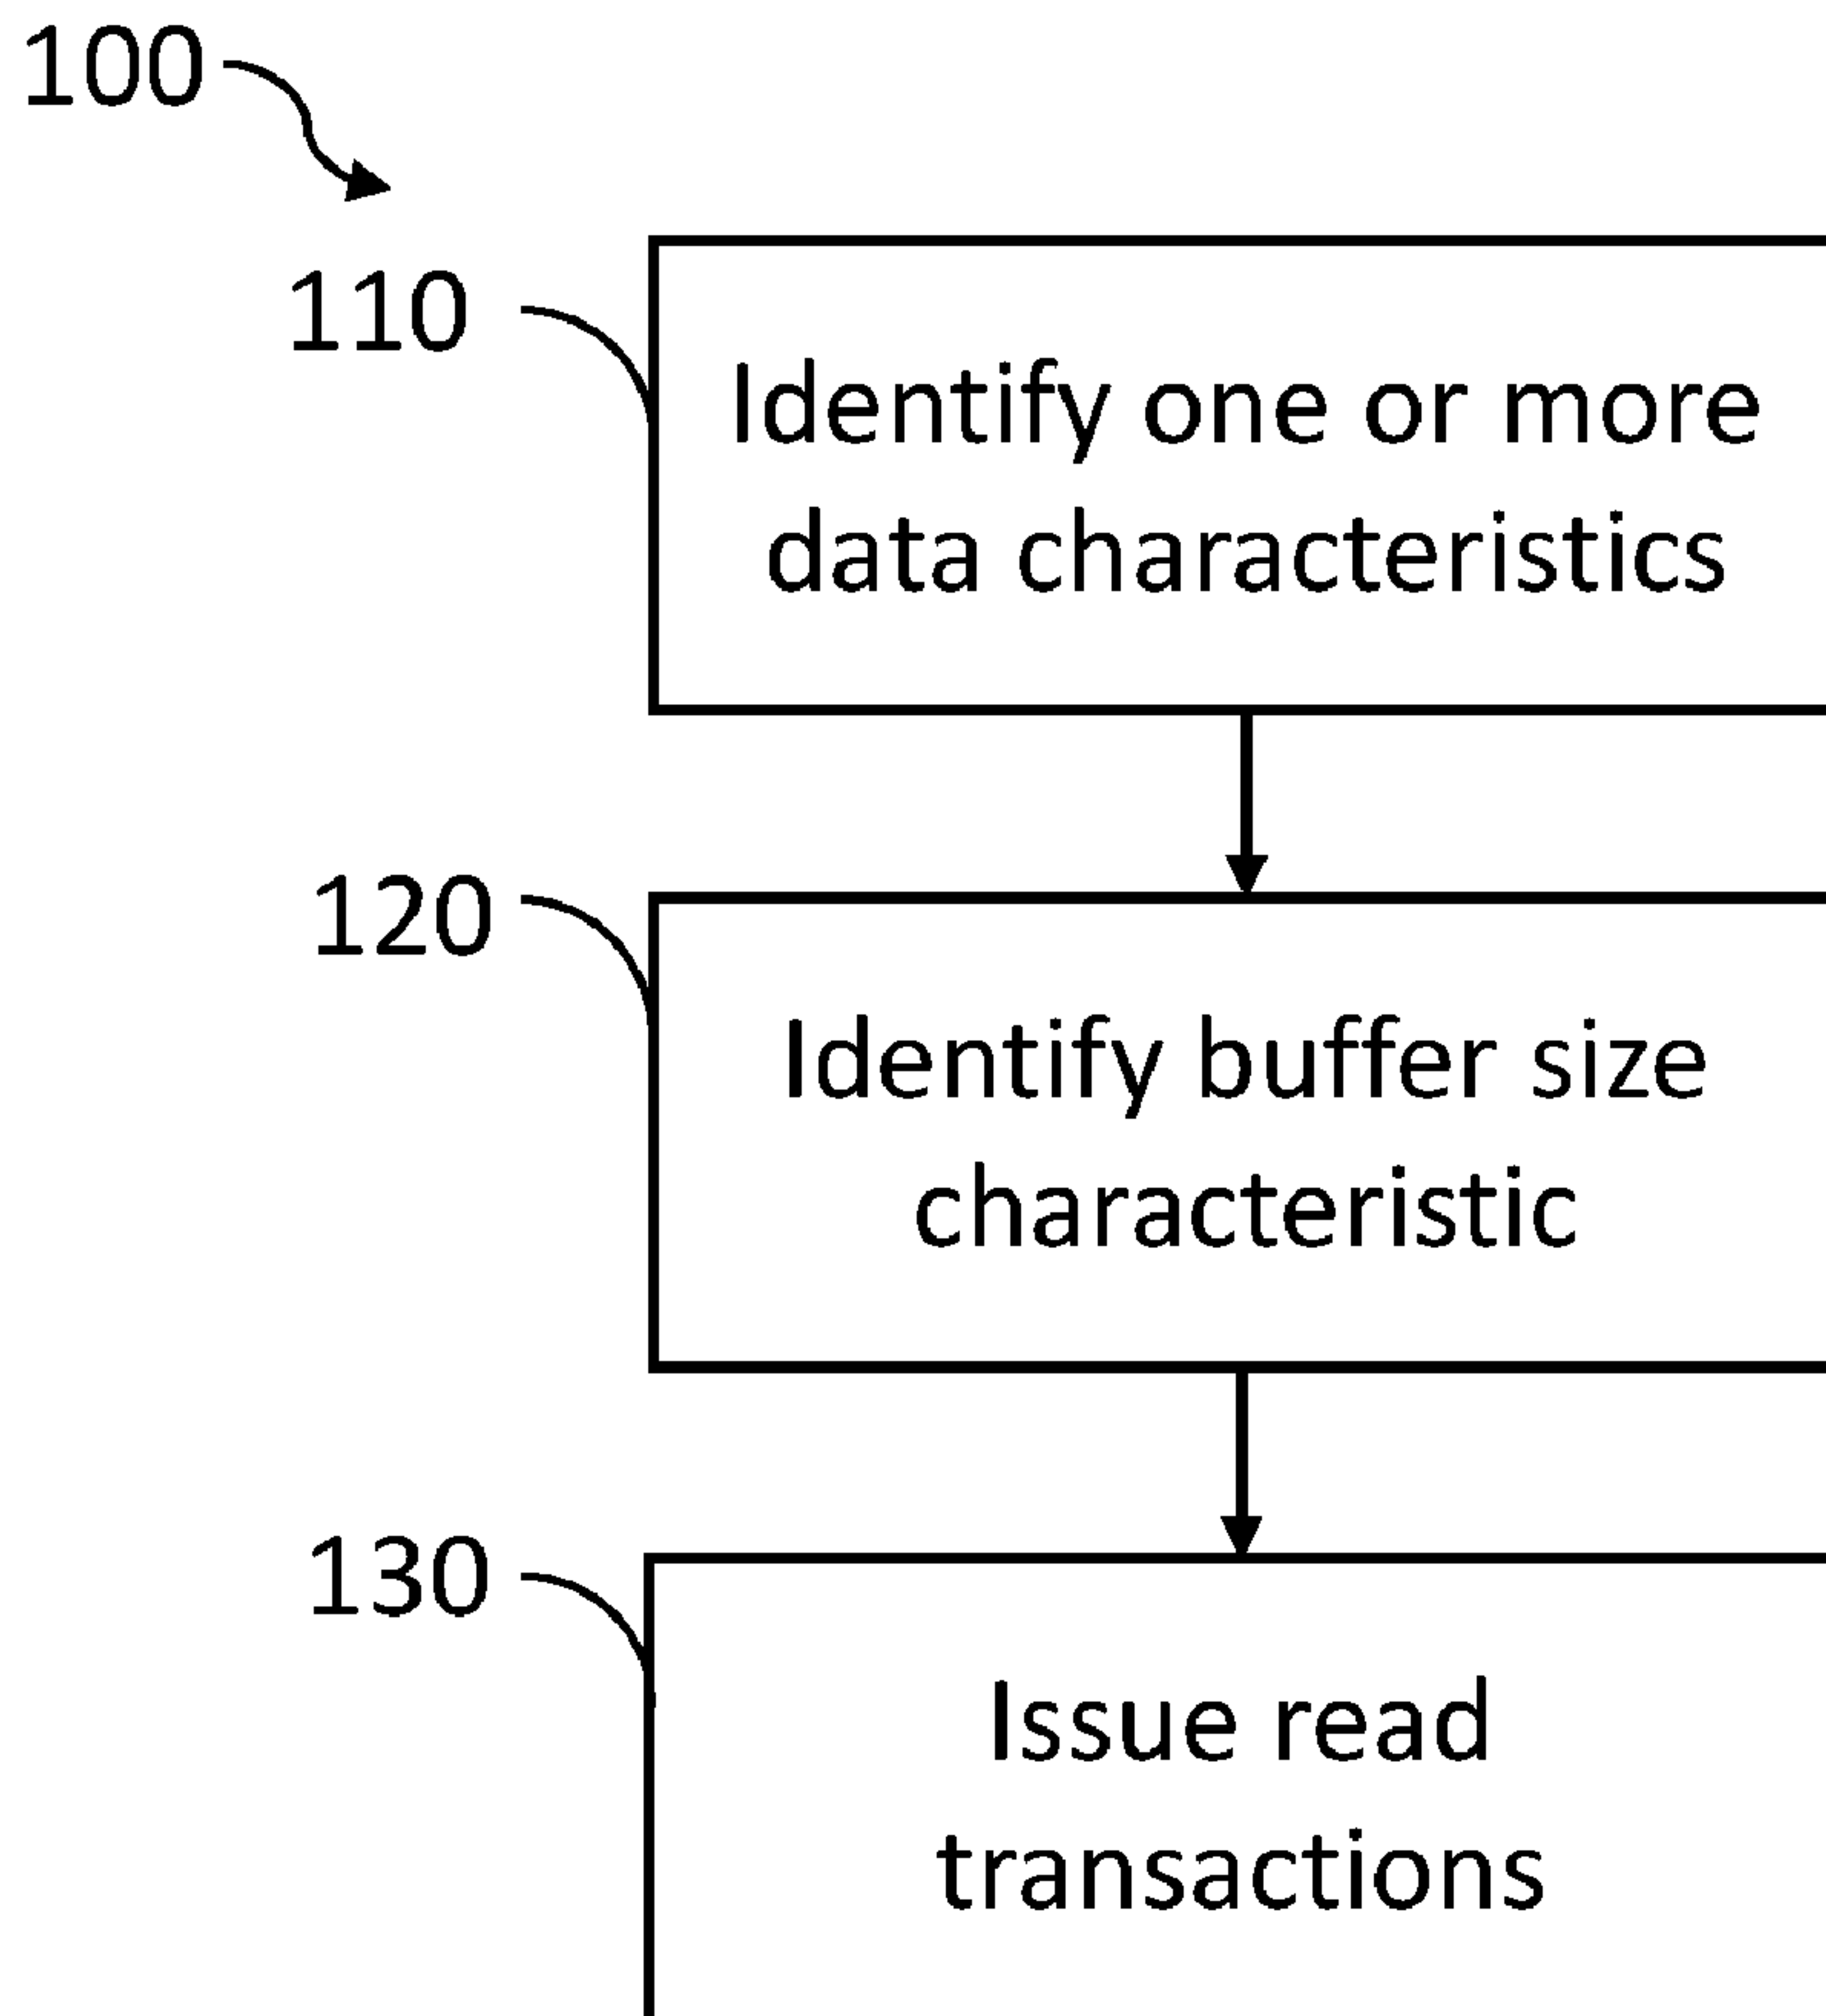 100
110
Identify one or more
data characteristics
120
Identify buffer size
characteristic
130
Issue read
transactions